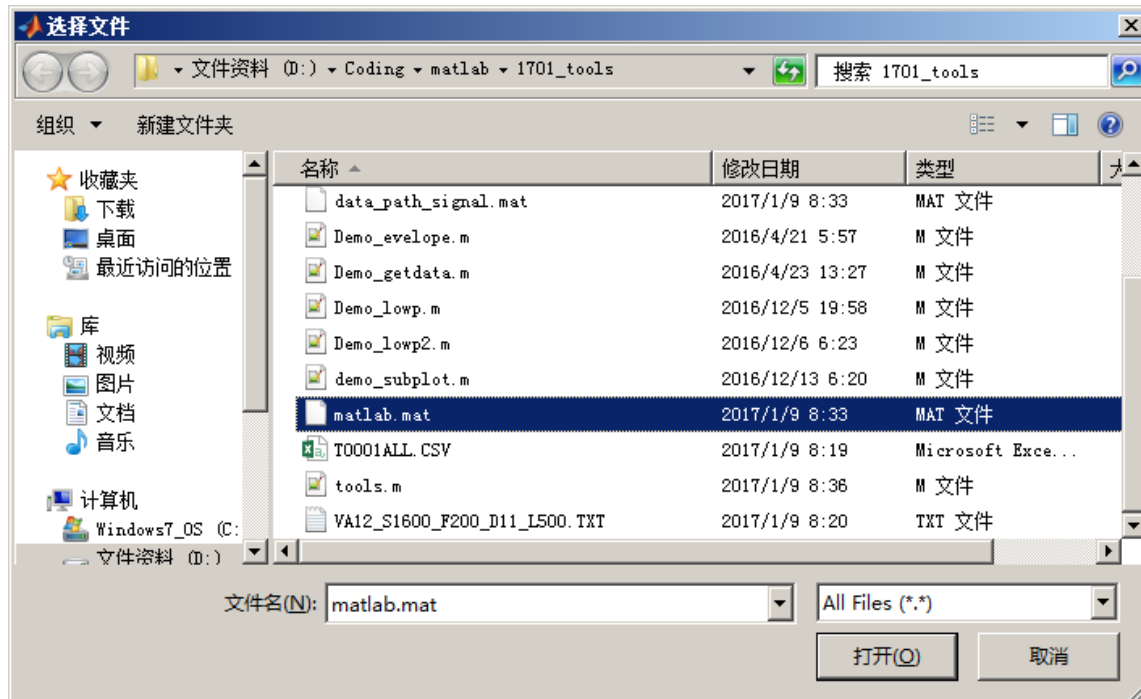 选择文件
文件资料 (D:) Coding matlab 1701_tools 搜索 1701_tools
组织 新建文件夹
收藏夹
下载
桌面
最近访问的位置
库
视频
图片
文档
音乐
计算机
Windows7_OS (C:
文件资料 (D:)
名称 修改日期 类型
data_path_signal.mat 2017/1/9 8:33 MAT 文件
Demo_evelope.m 2016/4/21 5:57 M 文件
Demo_getdata.m 2016/4/23 13:27 M 文件
Demo_lowp.m 2016/12/5 19:58 M 文件
Demo_lowp2.m 2016/12/6 6:23 M 文件
demo_subplot.m 2016/12/13 6:20 M 文件
matlab.mat 2017/1/9 8:33 MAT 文件
T0001ALL.CSV 2017/1/9 8:19 Microsoft Exce...
tools.m 2017/1/9 8:36 M 文件
VA12_S1600_F200_D11_L500.TXT 2017/1/9 8:20 TXT 文件
文件名(N): matlab.mat All Files (*.*)
打开(O) 取消